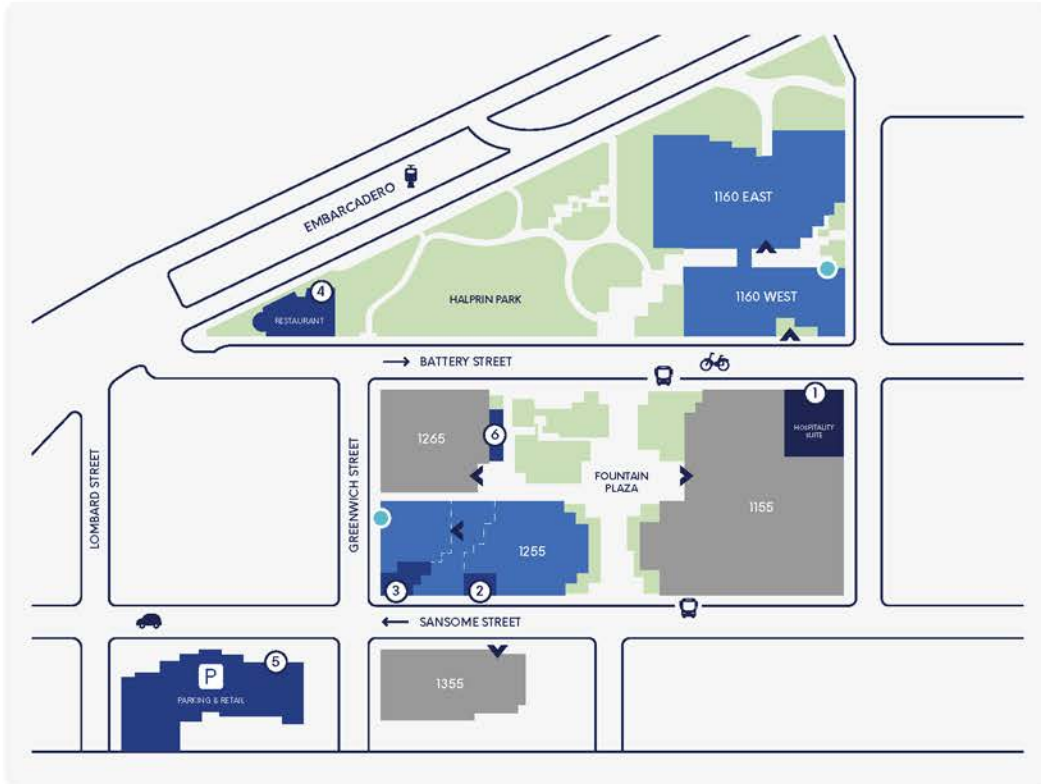 1160 EAST
EMBARCADERO
1160 WEST
HALPRIN PARK
4
RESTAURANT
BATTERY STREET
1
HOSPITALITY
SUITE
1265
6
FOUNTAIN
PLAZA
1155
LOMBARD STREET
GREENWICH STREET
1255
3
2
SANSOME STREET
5
P
PARKING & RETAIL
1355